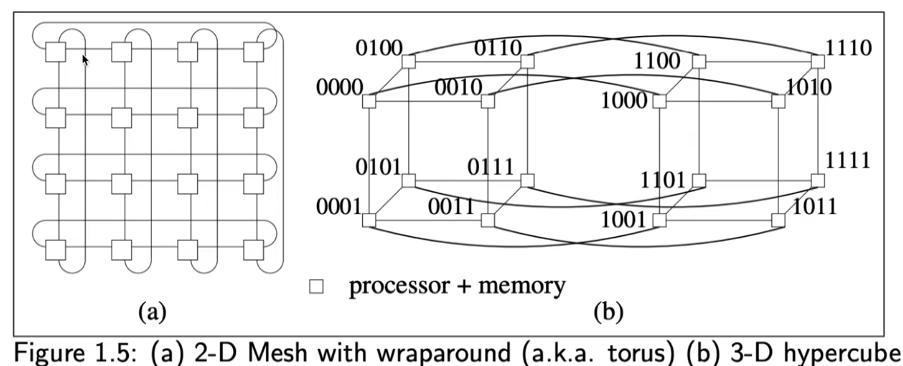 0100 0110 1100 1110
0000 0010 1000 1010
0101 0111 1101 1111
0001 0011 1001 1011
processor + memory
(a) (b)
Figure 1.5: (a) 2-D Mesh with wraparound (a.k.a. torus) (b) 3-D hypercube